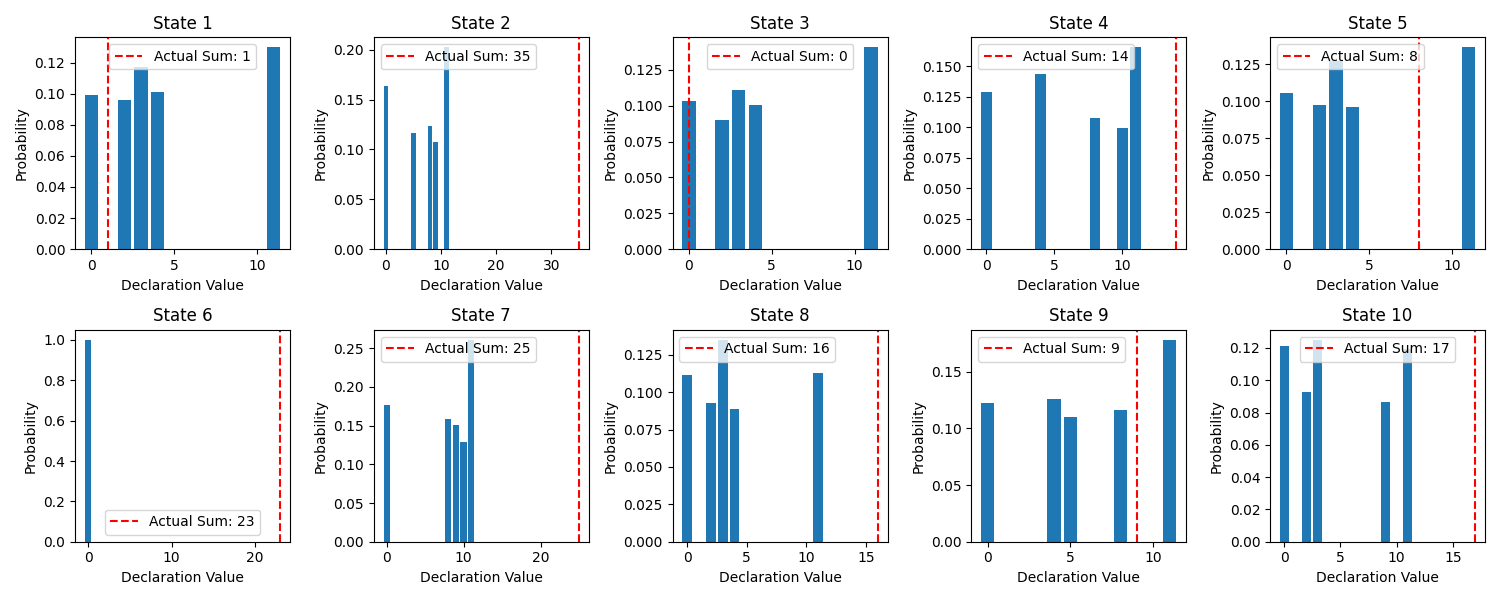 State 1
Actual Sum: 1
Probability
0.12
0.10
0.08
0.06
0.04
0.02
0.00
0 5 10
Declaration Value
State 2
Actual Sum: 35
Probability
0.20
0.15
0.10
0.05
0.00
0 10 20 30
Declaration Value
State 3
Actual Sum: 0
Probability
0.125
0.100
0.075
0.050
0.025
0.000
0 5 10
Declaration Value
State 4
Actual Sum: 14
Probability
0.150
0.125
0.100
0.075
0.050
0.025
0.000
0 5 10
Declaration Value
State 5
Actual Sum: 8
Probability
0.125
0.100
0.075
0.050
0.025
0.000
0 5 10
Declaration Value
State 6
Actual Sum: 23
Probability
1.0
0.8
0.6
0.4
0.2
0.0
0 10 20
Declaration Value
State 7
Actual Sum: 25
Probability
0.25
0.20
0.15
0.10
0.05
0.00
0 10 20
Declaration Value
State 8
Actual Sum: 16
Probability
0.125
0.100
0.075
0.050
0.025
0.000
0 5 10 15
Declaration Value
State 9
Actual Sum: 9
Probability
0.15
0.10
0.05
0.00
0 5 10
Declaration Value
State 10
Actual Sum: 17
Probability
0.12
0.10
0.08
0.06
0.04
0.02
0.00
0 5 10 15
Declaration Value